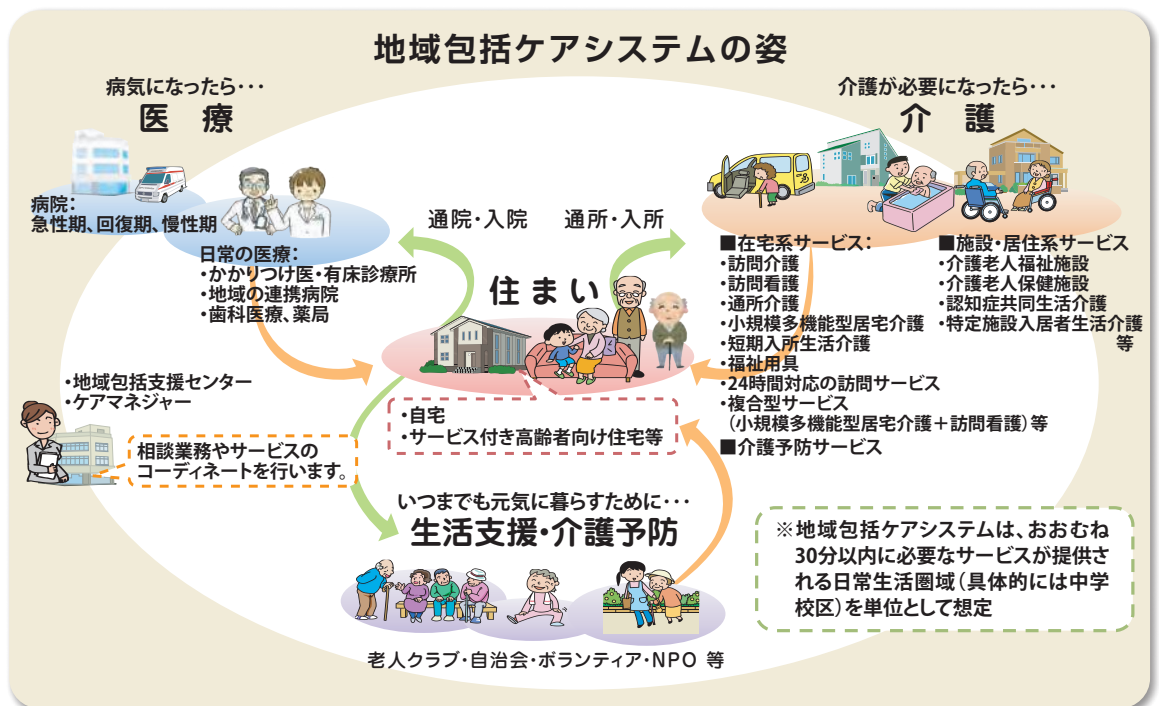 地域包括ケアシステムの姿
病気になったら･･･
医 療
病院：
急性期、回復期、慢性期
日常の医療：
・かかりつけ医・有床診療所
・地域の連携病院
・歯科医療、薬局
通院・入院
通所・入所
介護が必要になったら･･･
介 護
■在宅系サービス：
・訪問介護
・訪問看護
・通所介護
・小規模多機能型居宅介護
・短期入所生活介護
・福祉用具
・24時間対応の訪問サービス
・複合型サービス
（小規模多機能型居宅介護＋訪問看護）等
■介護予防サービス
■施設・居住系サービス
・介護老人福祉施設
・介護老人保健施設
・認知症共同生活介護
・特定施設入居者生活介護
等
住まい
・自宅
・サービス付き高齢者向け住宅等
・地域包括支援センター
・ケアマネジャー
相談業務やサービスの
コーディネートを行います。
いつまでも元気に暮らすために･･･
生活支援・介護予防
老人クラブ・自治会・ボランティア・NPO 等
※地域包括ケアシステムは、おおむね
30分以内に必要なサービスが提供さ
れる日常生活圏域（具体的には中学
校区）を単位として想定